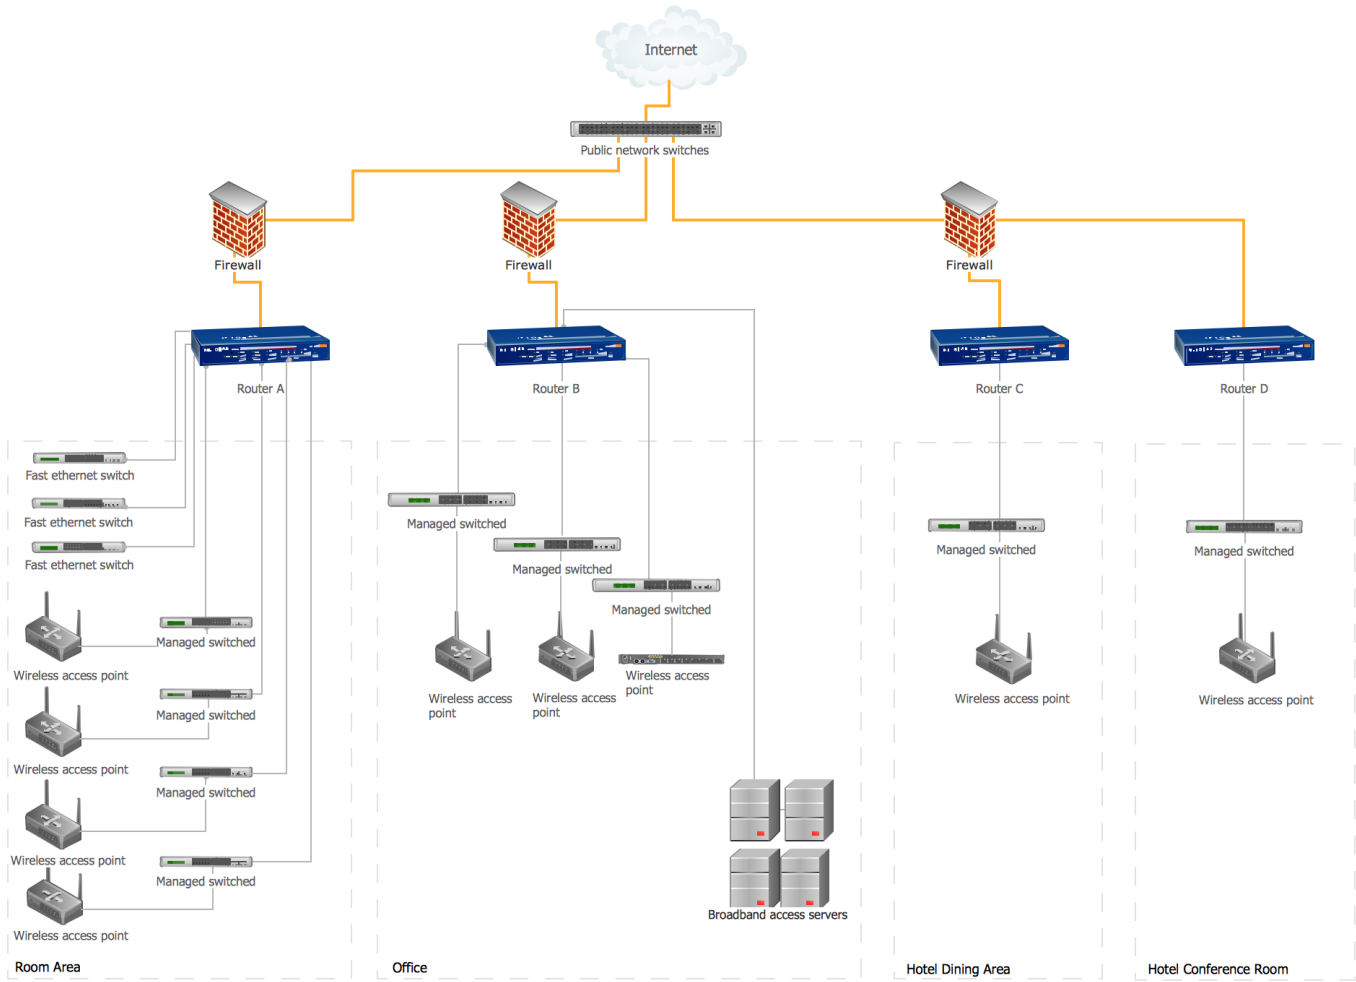 Internet
Public network switches
Firewall
Firewall
Firewall
Router A
Router B
Router C
Router D
Fast ethernet switch
Fast ethernet switch
Fast ethernet switch
Managed switched
Wireless access point
Managed switched
Wireless access point
Managed switched
Wireless access point
Managed switched
Wireless access point
Room Area
Managed switched
Managed switched
Managed switched
Wireless access
point
Wireless access
point
Wireless access
point
Broadband access servers
Office
Managed switched
Wireless access point
Hotel Dining Area
Managed switched
Wireless access point
Hotel Conference Room